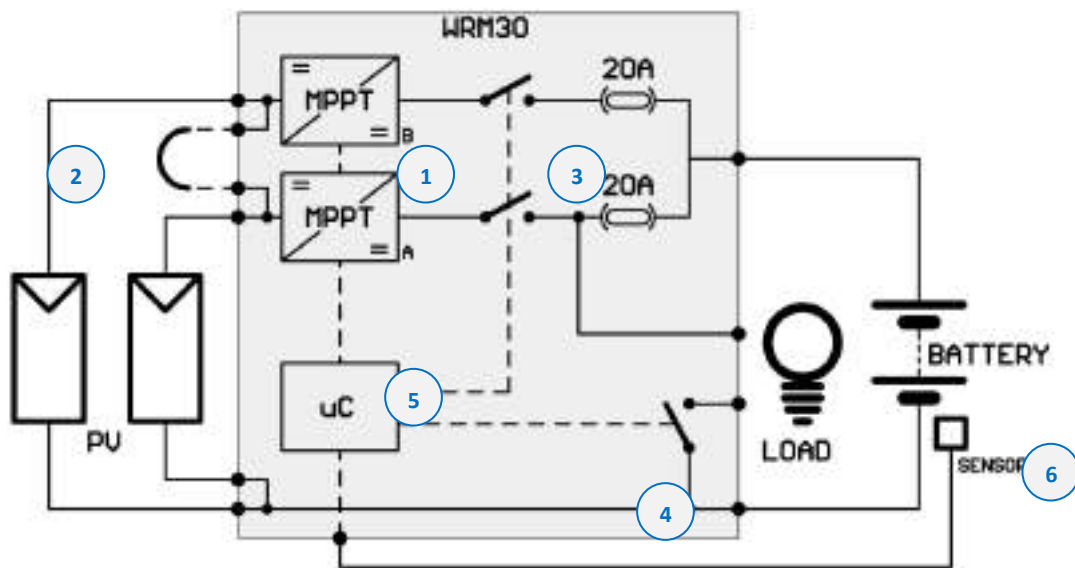 WRM30
20A
MPPT
B
1
2
3
20A
MPPT
A
BATTERY
5
uC
PV
LOAD
SENSOR
6
4